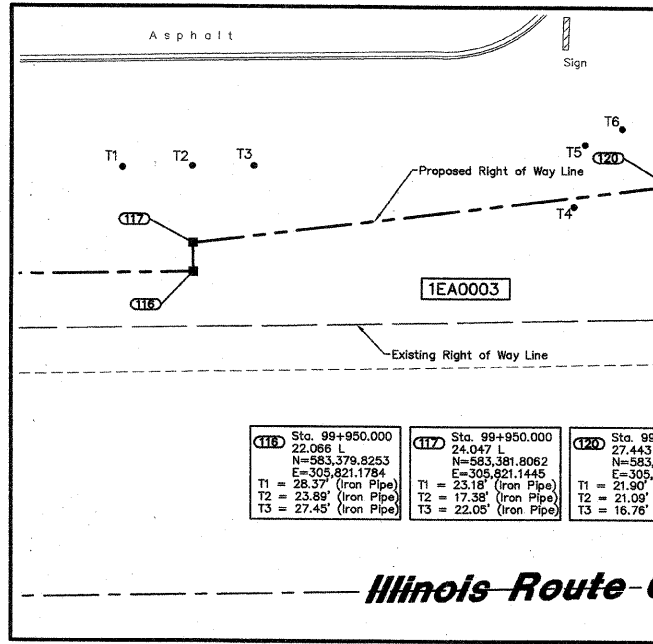 Asphalt
Sign
T1
T2
T3
T6
T5
120
Proposed Right of Way Line
T4
117
116
1EA0003
Existing Right of Way Line
116 Sta. 99+950.000
22.066 L
N=583,379.8253
E=305,821.1784
T1 = 28.37' (Iron Pipe)
T2 = 23.89' (Iron Pipe)
T3 = 27.45' (Iron Pipe)
117 Sta. 99+950.000
24.047 L
N=583,381.8062
E=305,821.1445
T1 = 23.18' (Iron Pipe)
T2 = 17.38' (Iron Pipe)
T3 = 22.05' (Iron Pipe)
120 Sta. 99
27.443
N=583,
E=305,
T1 = 21.90'
T2 = 21.09'
T3 = 16.76'
Illinois Route